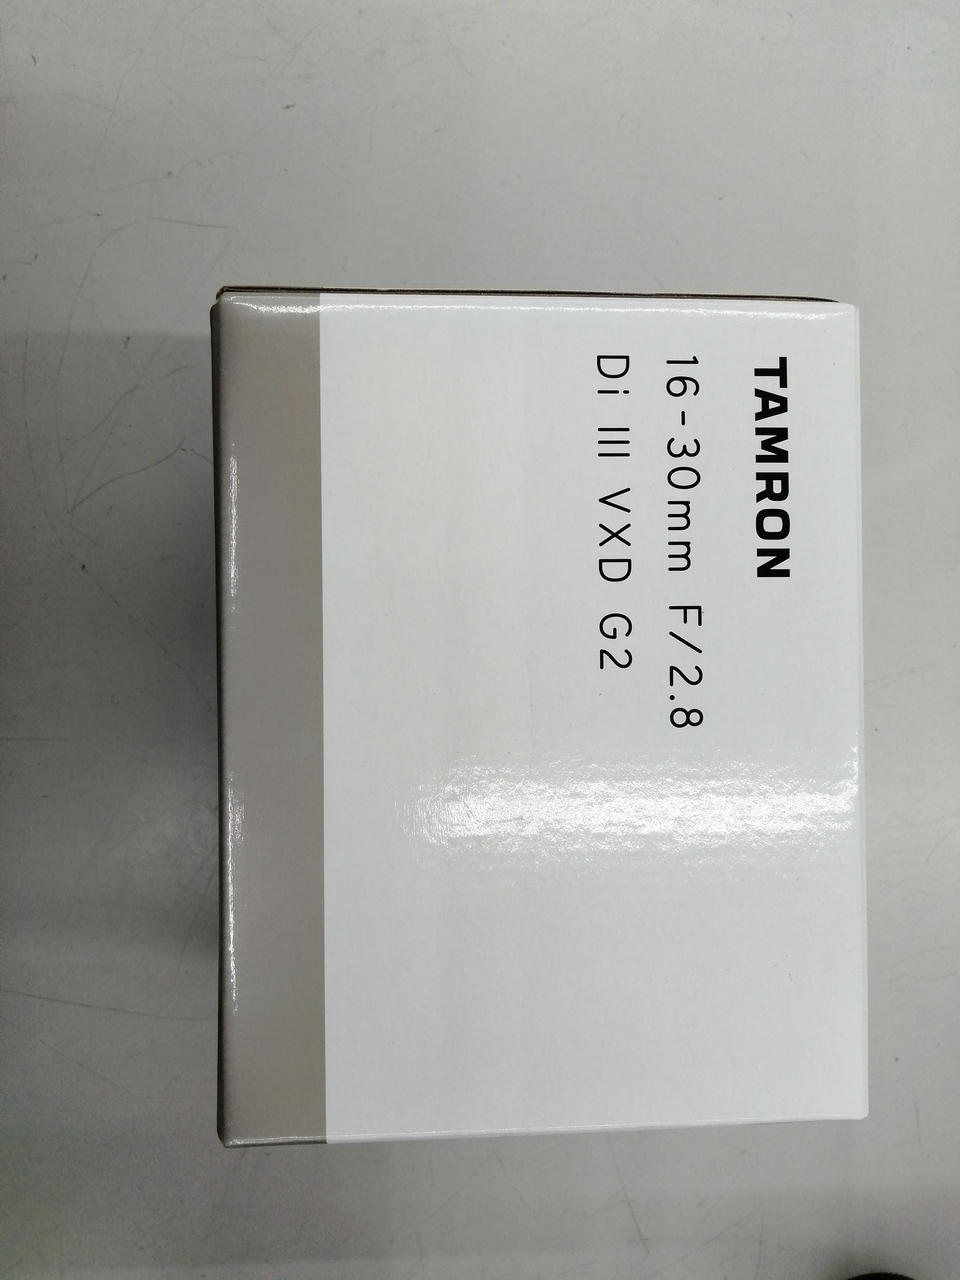 TAMRON
16-30mm F/2.8
Di III VXD G2